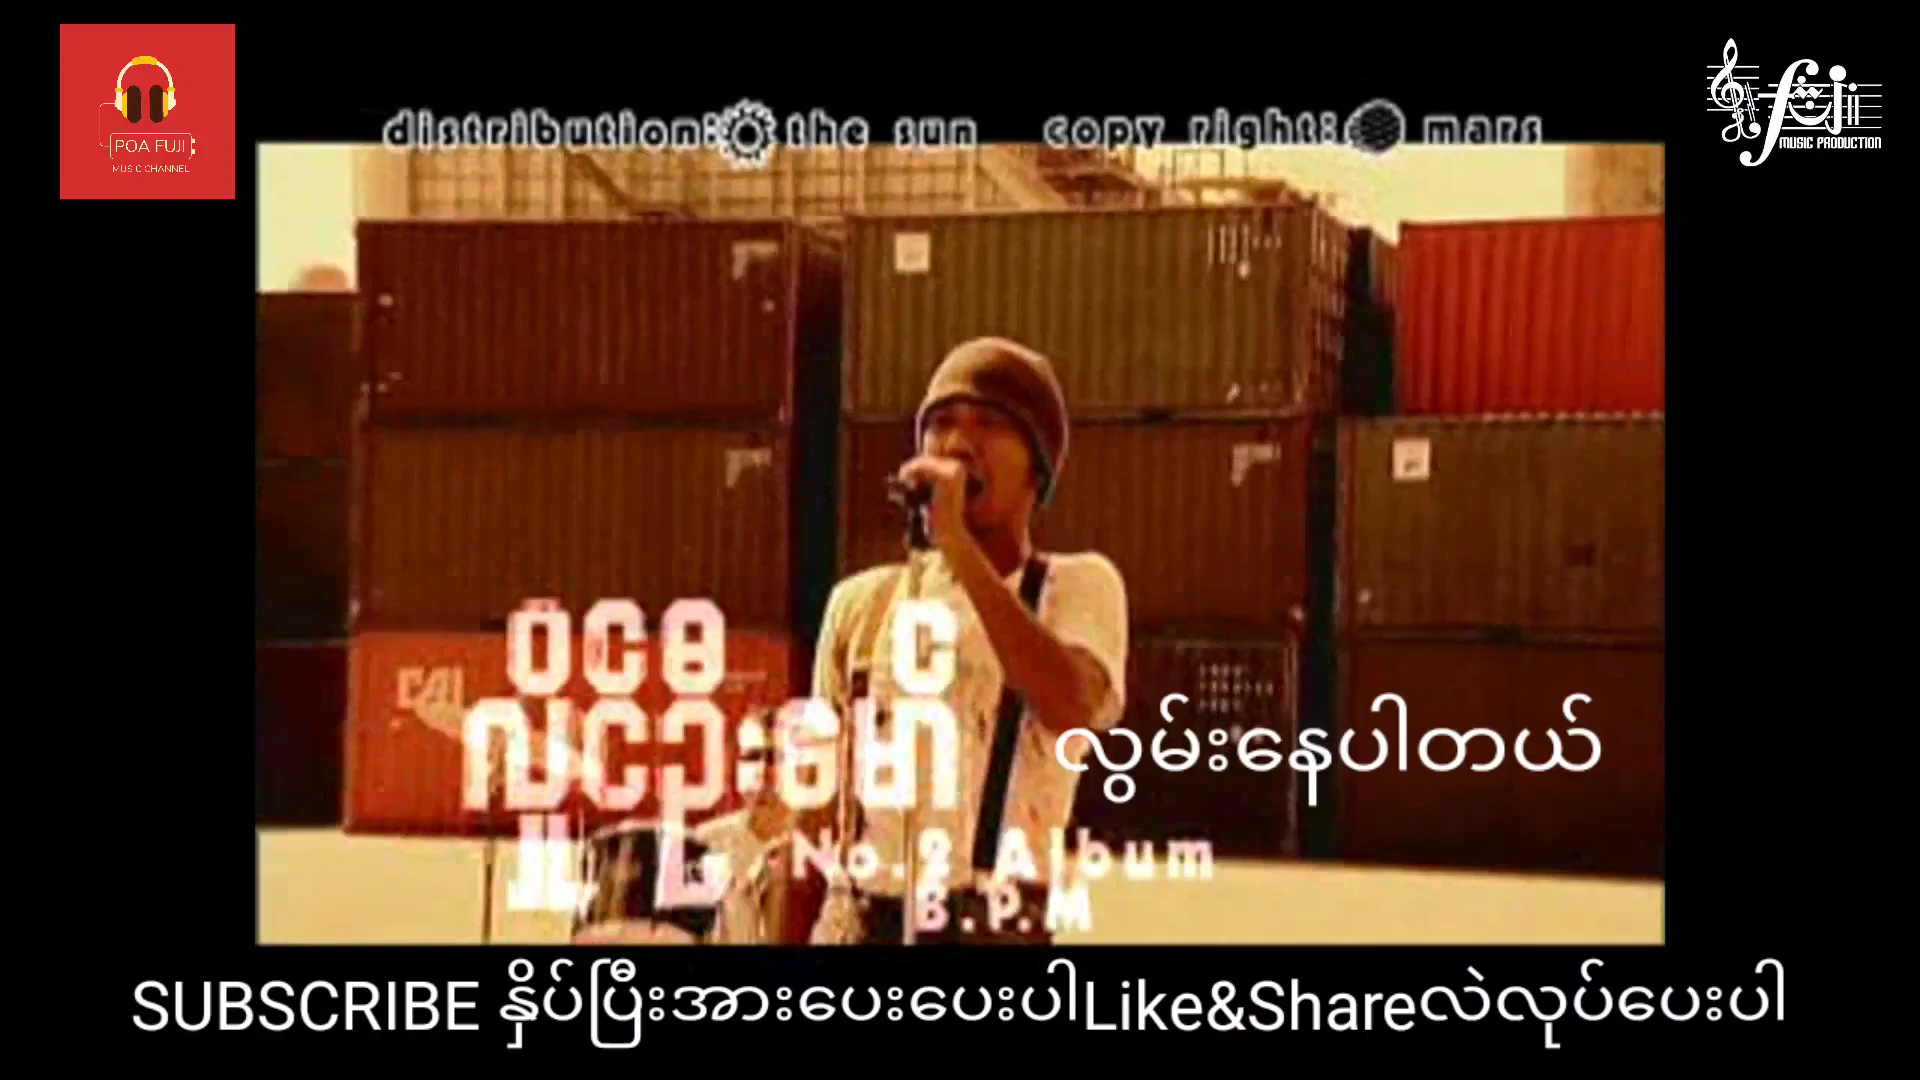 POA FUJI
MUSIC CHANNEL
fuji
MUSIC PRODUCTION
distribution: the sun copy right: mars
လွမ်းနေပါတယ်
No.2 Album
B.P.M
SUBSCRIBE နှိပ်ပြီးအားပေးပေးပါLike&Shareလဲလုပ်ပေးပါ